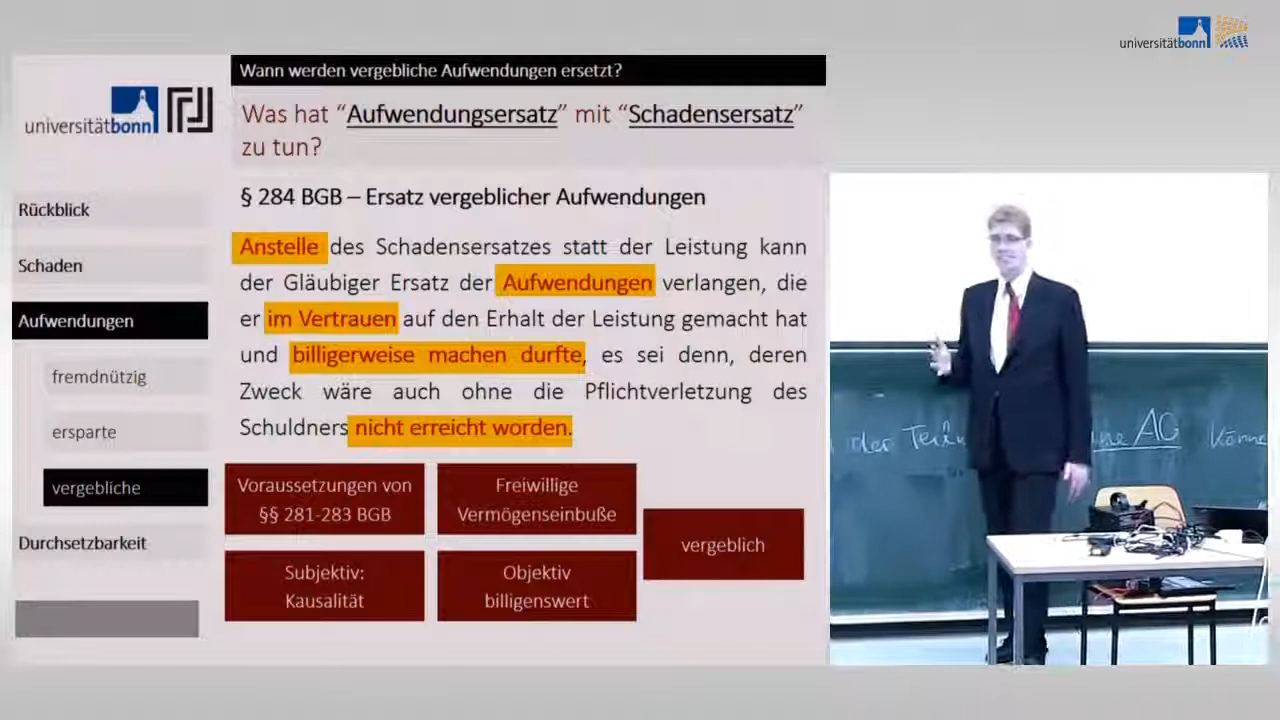 universitätbonn
Wann werden vergebliche Aufwendungen ersetzt?
universitätbonn
Was hat “Aufwendungsersatz” mit “Schadensersatz”
zu tun?
§ 284 BGB – Ersatz vergeblicher Aufwendungen
Anstelle des Schadensersatzes statt der Leistung kann
der Gläubiger Ersatz der Aufwendungen verlangen, die
er im Vertrauen auf den Erhalt der Leistung gemacht hat
und billigerweise machen durfte, es sei denn, deren
Zweck wäre auch ohne die Pflichtverletzung des
Schuldners nicht erreicht worden.
Rückblick
Schaden
Aufwendungen
fremdnützig
ersparte
vergebliche
Durchsetzbarkeit
Voraussetzungen von
§§ 281-283 BGB
Freiwillige
Vermögenseinbuße
Subjektiv:
Kausalität
Objektiv
billigenswert
vergeblich
der AG